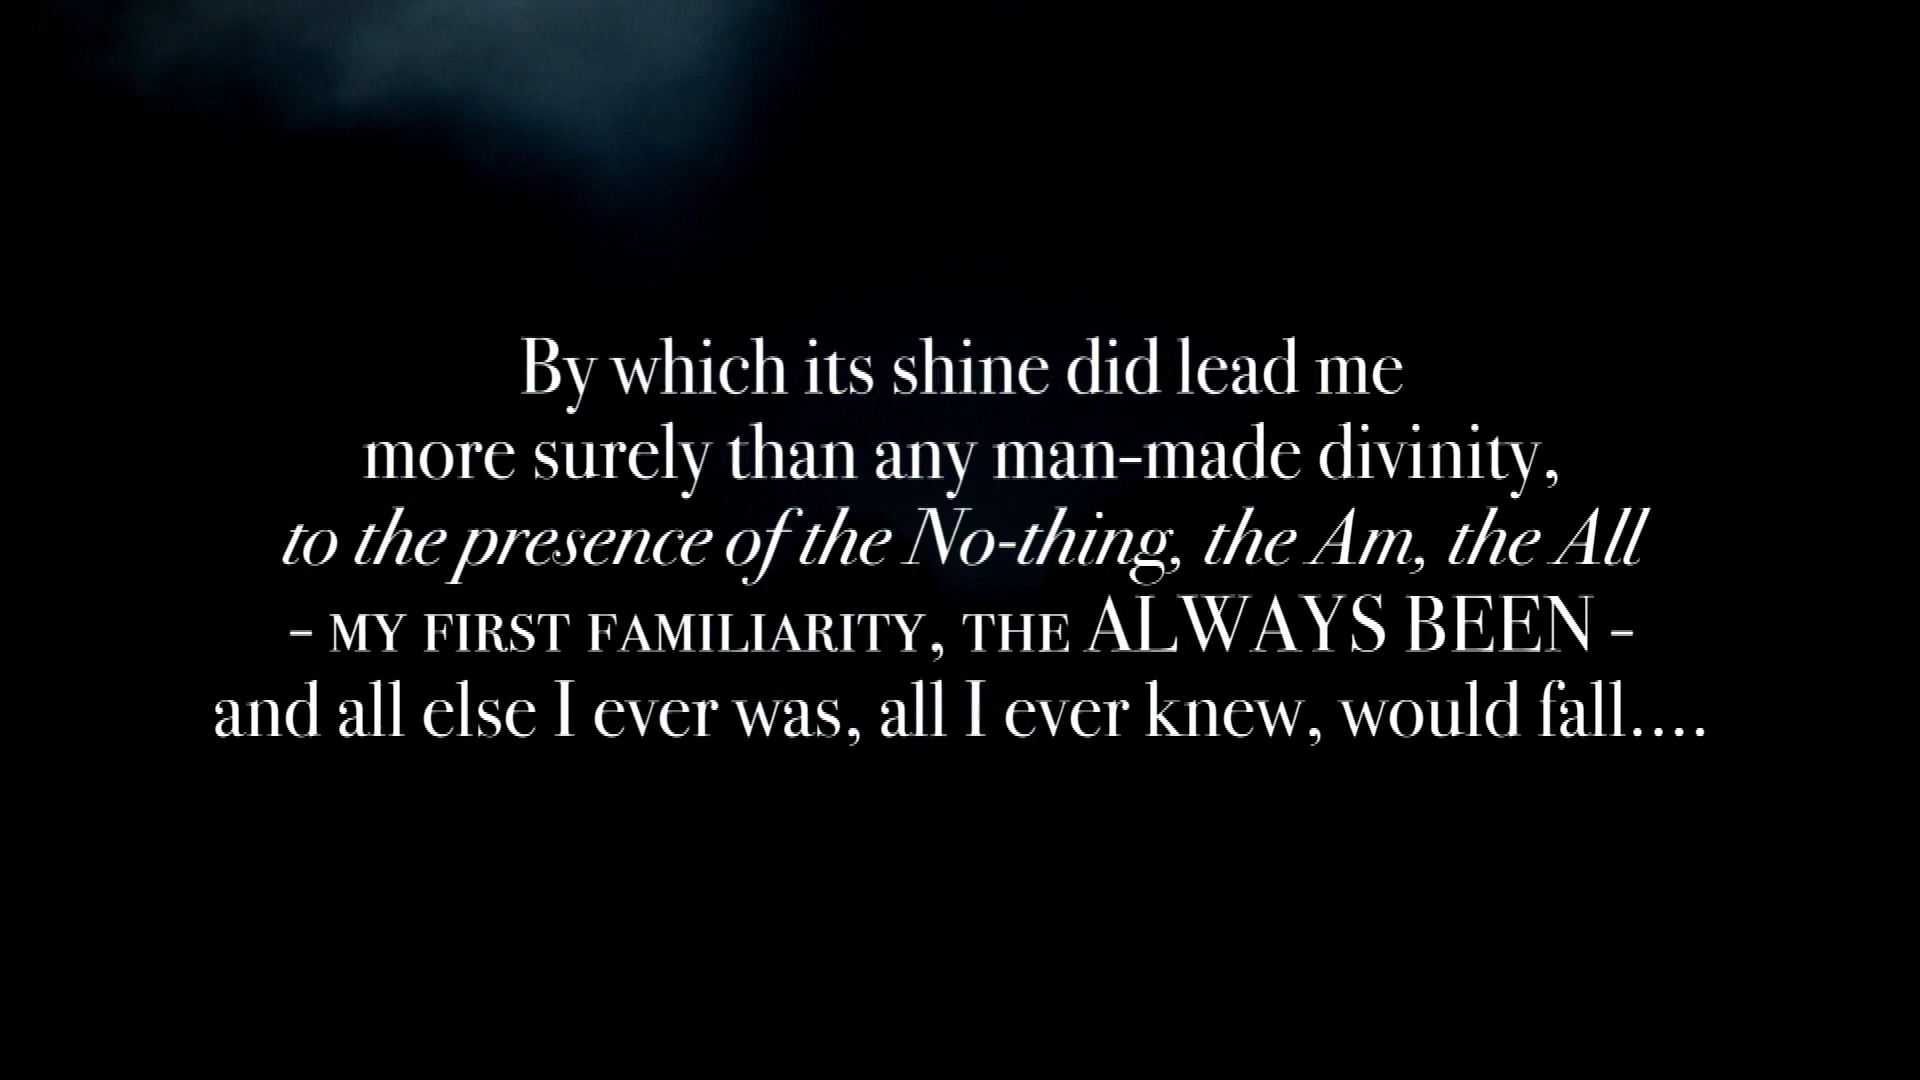 By which its shine did lead me
more surely than any man-made divinity,
to the presence of the No-thing, the Am, the All
- MY FIRST FAMILIARITY, THE ALWAYS BEEN -
and all else I ever was, all I ever knew, would fall....